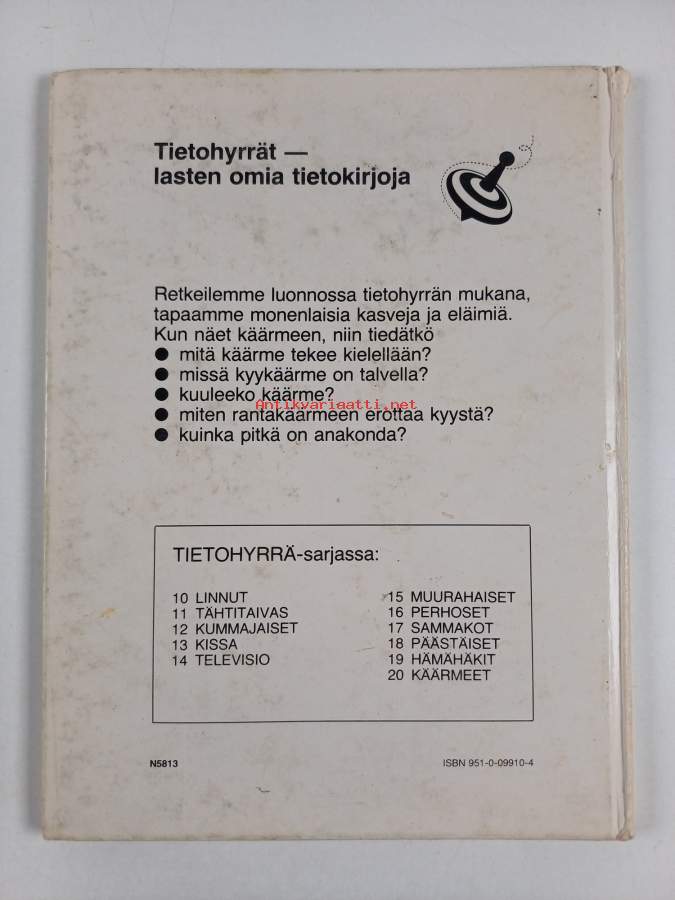 Tietohyrrät —
lasten omia tietokirjoja
Retkeilemme luonnossa tietohyrrän mukana,
tapaamme monenlaisia kasveja ja eläimiä.
Kun näet käärmeen, niin tiedätkö
● mitä käärme tekee kielellään?
● missä kyykäärme on talvella?
● kuuleeko käärme?
Antikvariaatti.net
● miten rantakäärmeen erottaa kyystä?
● kuinka pitkä on anakonda?
TIETOHYRRÄ-sarjassa:
10 LINNUT
11 TÄHTITAIVAS
12 KUMMAJAISET
13 KISSA
14 TELEVISIO
15 MUURAHAISET
16 PERHOSET
17 SAMMAKOT
18 PÄÄSTÄISET
19 HÄMÄHÄKIT
20 KÄÄRMEET
N5813
ISBN 951-0-09910-4